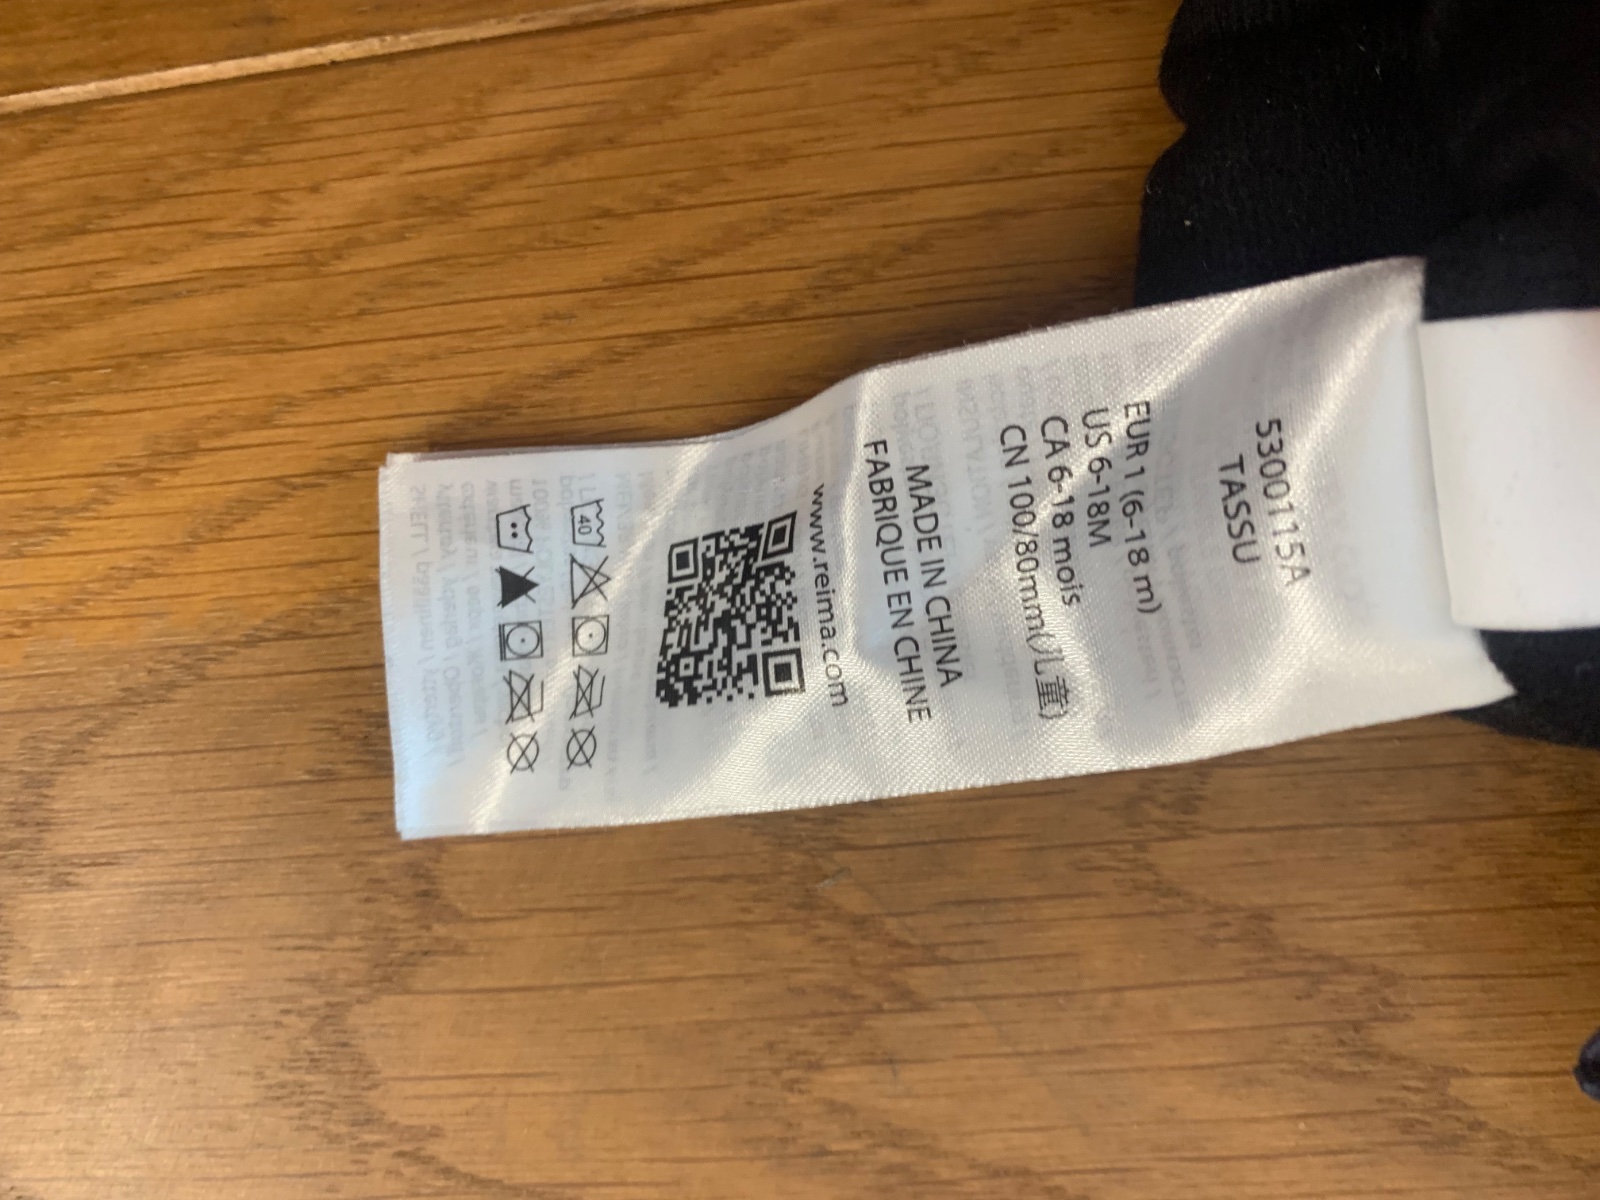 5300115A
TASSU
EUR 1 (6-18 m)
US 6-18M
CA 6-18 mois
CN 100/80mm(儿童)
MADE IN CHINA
FABRIQUE EN CHINE
www.reima.com
40